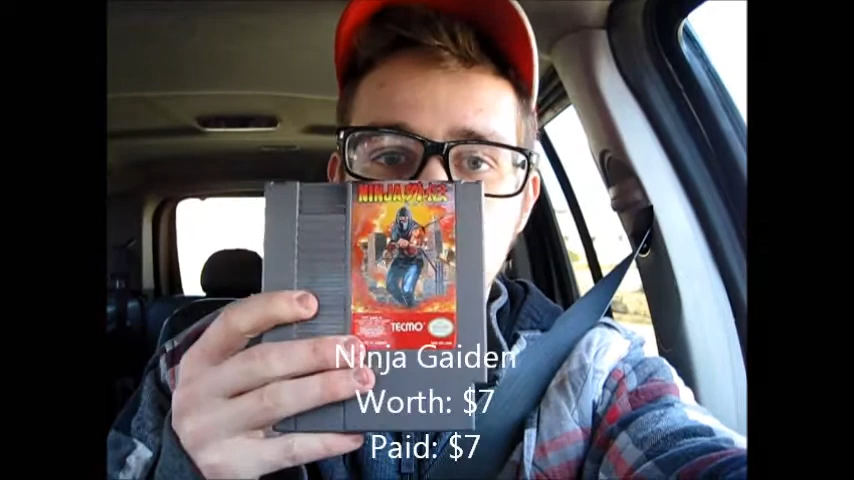 NINJA GAIDEN
TECMO
Ninja Gaiden
Worth: $7
Paid: $7